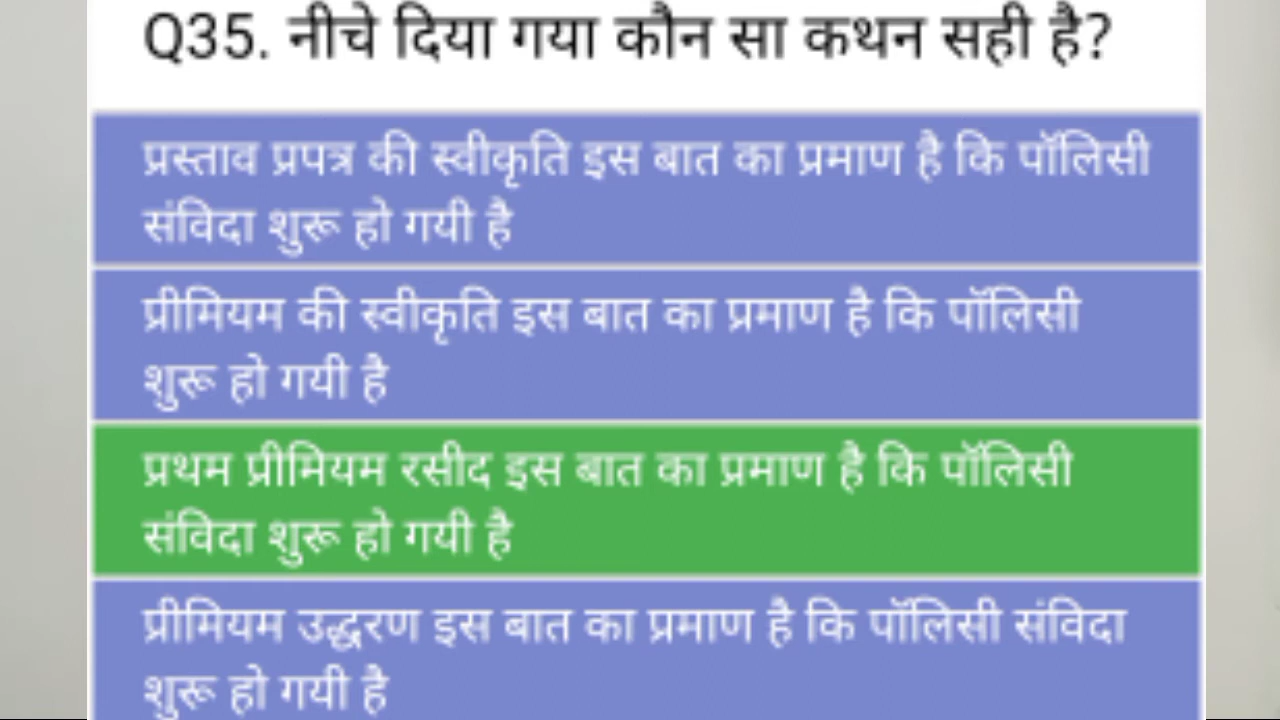 Q35. नीचे दिया गया कौन सा कथन सही है?
प्रस्ताव प्रपत्र की स्वीकृति इस बात का प्रमाण है कि पॉलिसी
संविदा शुरू हो गयी है
प्रीमियम की स्वीकृति इस बात का प्रमाण है कि पॉलिसी
शुरू हो गयी है
प्रथम प्रीमियम रसीद इस बात का प्रमाण है कि पॉलिसी
संविदा शुरू हो गयी है
प्रीमियम उद्धरण इस बात का प्रमाण है कि पॉलिसी संविदा
शुरू हो गयी है